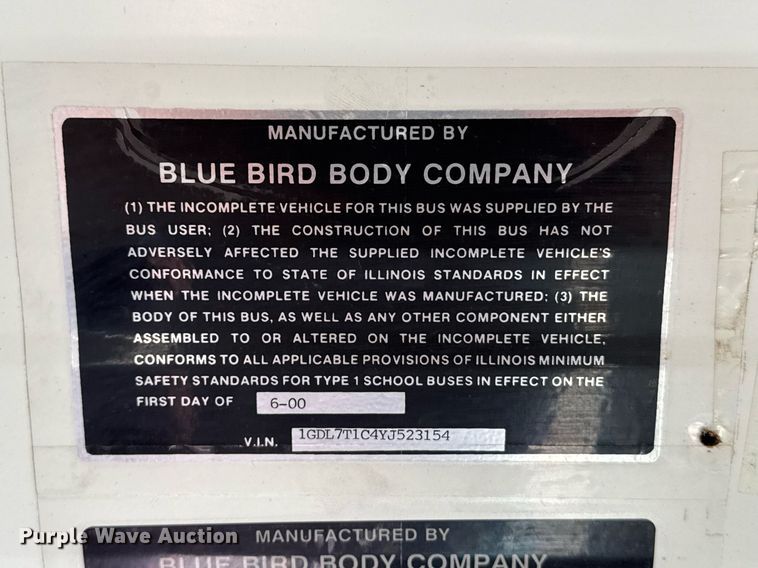 MANUFACTURED BY
BLUE BIRD BODY COMPANY
(1) THE INCOMPLETE VEHICLE FOR THIS BUS WAS SUPPLIED BY THE
BUS USER; (2) THE CONSTRUCTION OF THIS BUS HAS NOT
ADVERSELY AFFECTED THE SUPPLIED INCOMPLETE VEHICLE'S
CONFORMANCE TO STATE OF ILLINOIS STANDARDS IN EFFECT
WHEN THE INCOMPLETE VEHICLE WAS MANUFACTURED; (3) THE
BODY OF THIS BUS, AS WELL AS ANY OTHER COMPONENT EITHER
ASSEMBLED TO OR ALTERED ON THE INCOMPLETE VEHICLE,
CONFORMS TO ALL APPLICABLE PROVISIONS OF ILLINOIS MINIMUM
SAFETY STANDARDS FOR TYPE 1 SCHOOL BUSES IN EFFECT ON THE
FIRST DAY OF 6-00
V.I.N. 1GDL7T1C4YJ523154
Purple Wave Auction
MANUFACTURED BY
BLUE BIRD BODY COMPANY